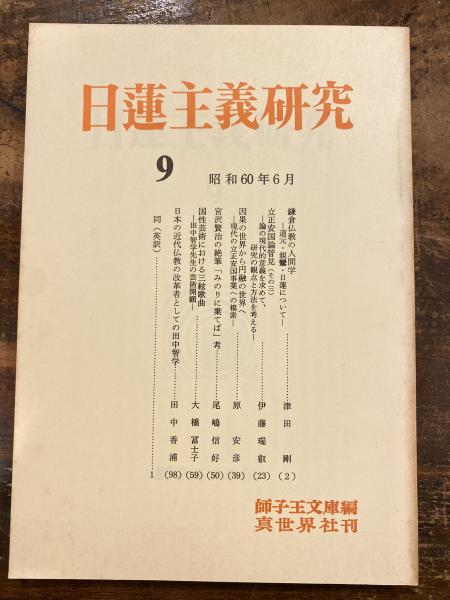 日蓮主義研究
9 昭和60年6月
鎌倉仏教の人間学
―道元・親鸞・日蓮について―………津田 剛 (2)
立正安国論管見(その三)
―論の現代的意義を求めて、
研究の観点と方法を考える―………伊藤瑞叡 (23)
因果の世界から円融の世界へ
―現代の立正安国事業への模索―………原 安彦 (39)
宮沢賢治の絶筆「みのりに棄てば」考………尾嶋信好 (50)
国性芸術における三枝歌曲
―田中智学先生の芸術開顕―………大橋冨士子 (59)
日本の近代仏教の改革者としての田中智学………田中香浦 (98)
同(英訳)………1
師子王文庫編
真世界社刊